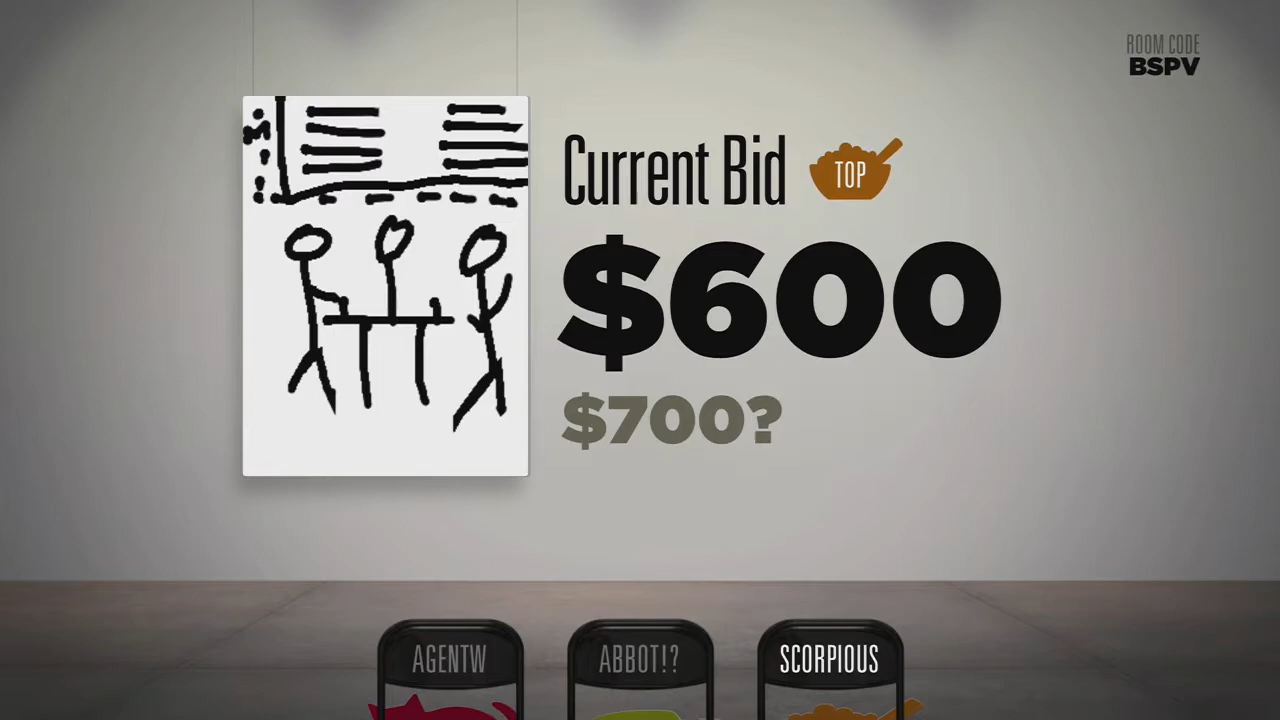 ROOM CODE
BSPV
Current Bid TOP
$600
$700?
AGENTW ABBOT!? SCORPIOUS